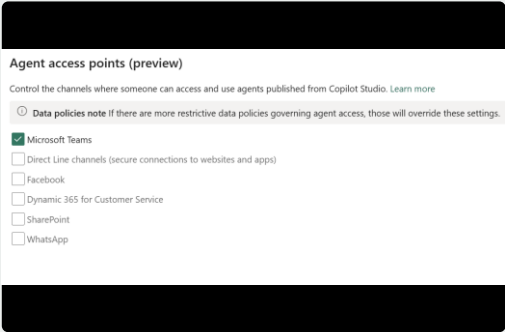 Agent access points (preview)
Control the channels where someone can access and use agents published from Copilot Studio. Learn more
Data policies note If there are more restrictive data policies governing agent access, those will override these settings.
Microsoft Teams
Direct Line channels (secure connections to websites and apps)
Facebook
Dynamic 365 for Customer Service
SharePoint
WhatsApp